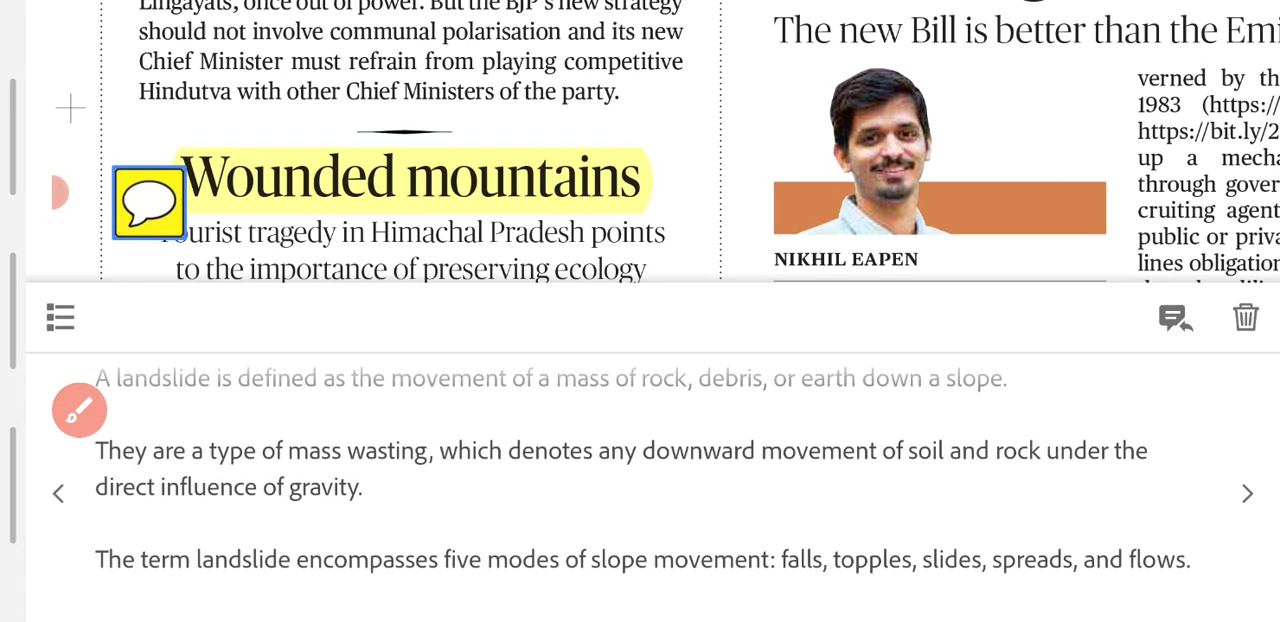 Lingayats, once out of power. But the BJP's new strategy
should not involve communal polarisation and its new
Chief Minister must refrain from playing competitive
Hindutva with other Chief Ministers of the party.
Wounded mountains
Tourist tragedy in Himachal Pradesh points
to the importance of preserving ecology
The new Bill is better than the Emi
NIKHIL EAPEN
verned by th
1983 (https://
https://bit.ly/2
up a mecha
through gover
cruiting agent
public or priva
lines obligation
A landslide is defined as the movement of a mass of rock, debris, or earth down a slope.
They are a type of mass wasting, which denotes any downward movement of soil and rock under the
direct influence of gravity.
The term landslide encompasses five modes of slope movement: falls, topples, slides, spreads, and flows.